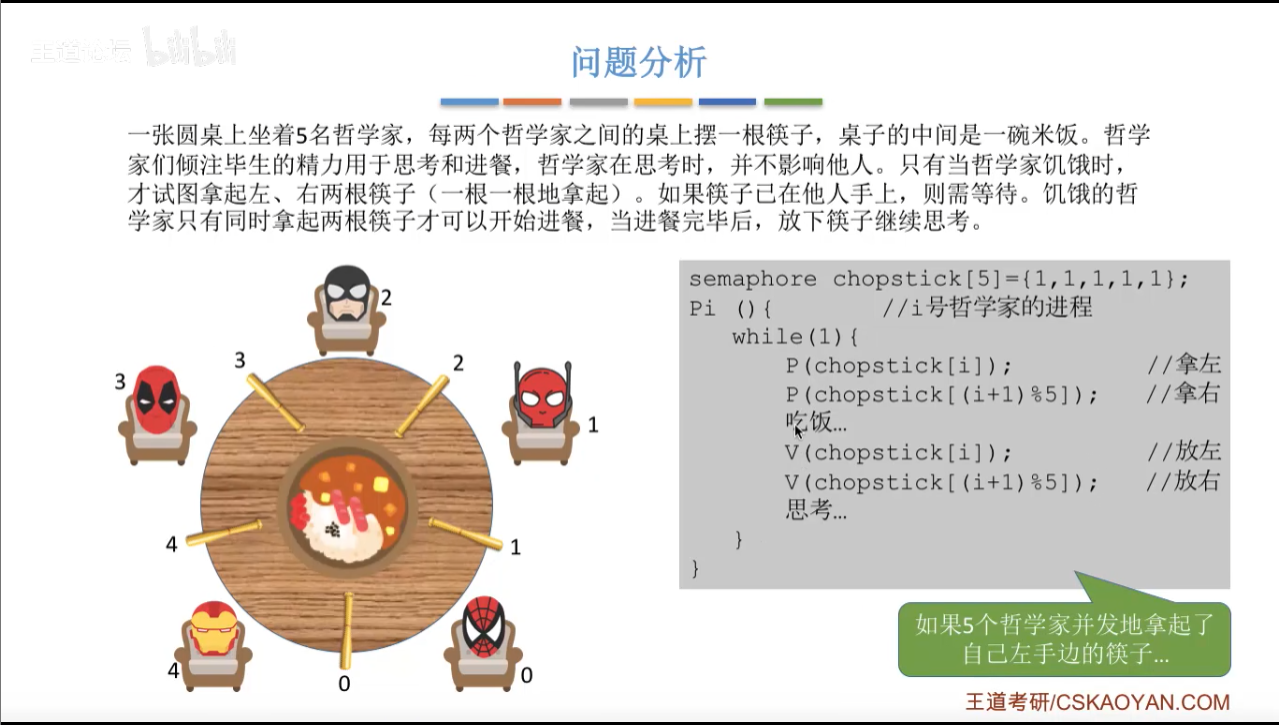 王道论坛 bilibili
问题分析
一张圆桌上坐着5名哲学家，每两个哲学家之间的桌上摆一根筷子，桌子的中间是一碗米饭。哲学
家们倾注毕生的精力用于思考和进餐，哲学家在思考时，并不影响他人。只有当哲学家饥饿时，
才试图拿起左、右两根筷子（一根一根地拿起）。如果筷子已在他人手上，则需等待。饥饿的哲
学家只有同时拿起两根筷子才可以开始进餐，当进餐完毕后，放下筷子继续思考。
2
3
2
3
1
4
1
4
0
0
semaphore chopstick[5]={1,1,1,1,1};
Pi (){ //i号哲学家的进程
while(1){
P(chopstick[i]); //拿左
P(chopstick[(i+1)%5]); //拿右
吃饭…
V(chopstick[i]); //放左
V(chopstick[(i+1)%5]); //放右
思考…
}
}
如果5个哲学家并发地拿起了
自己左手边的筷子…
王道考研/CSKAOYAN.COM